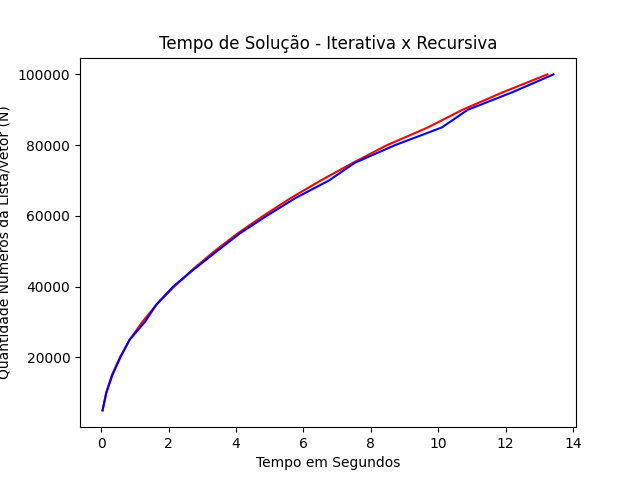 Tempo de Solução - Iterativa x Recursiva
100000
80000
60000
40000
20000
Quantidade Números da Lista/Vetor (N)
0 2 4 6 8 10 12 14
Tempo em Segundos